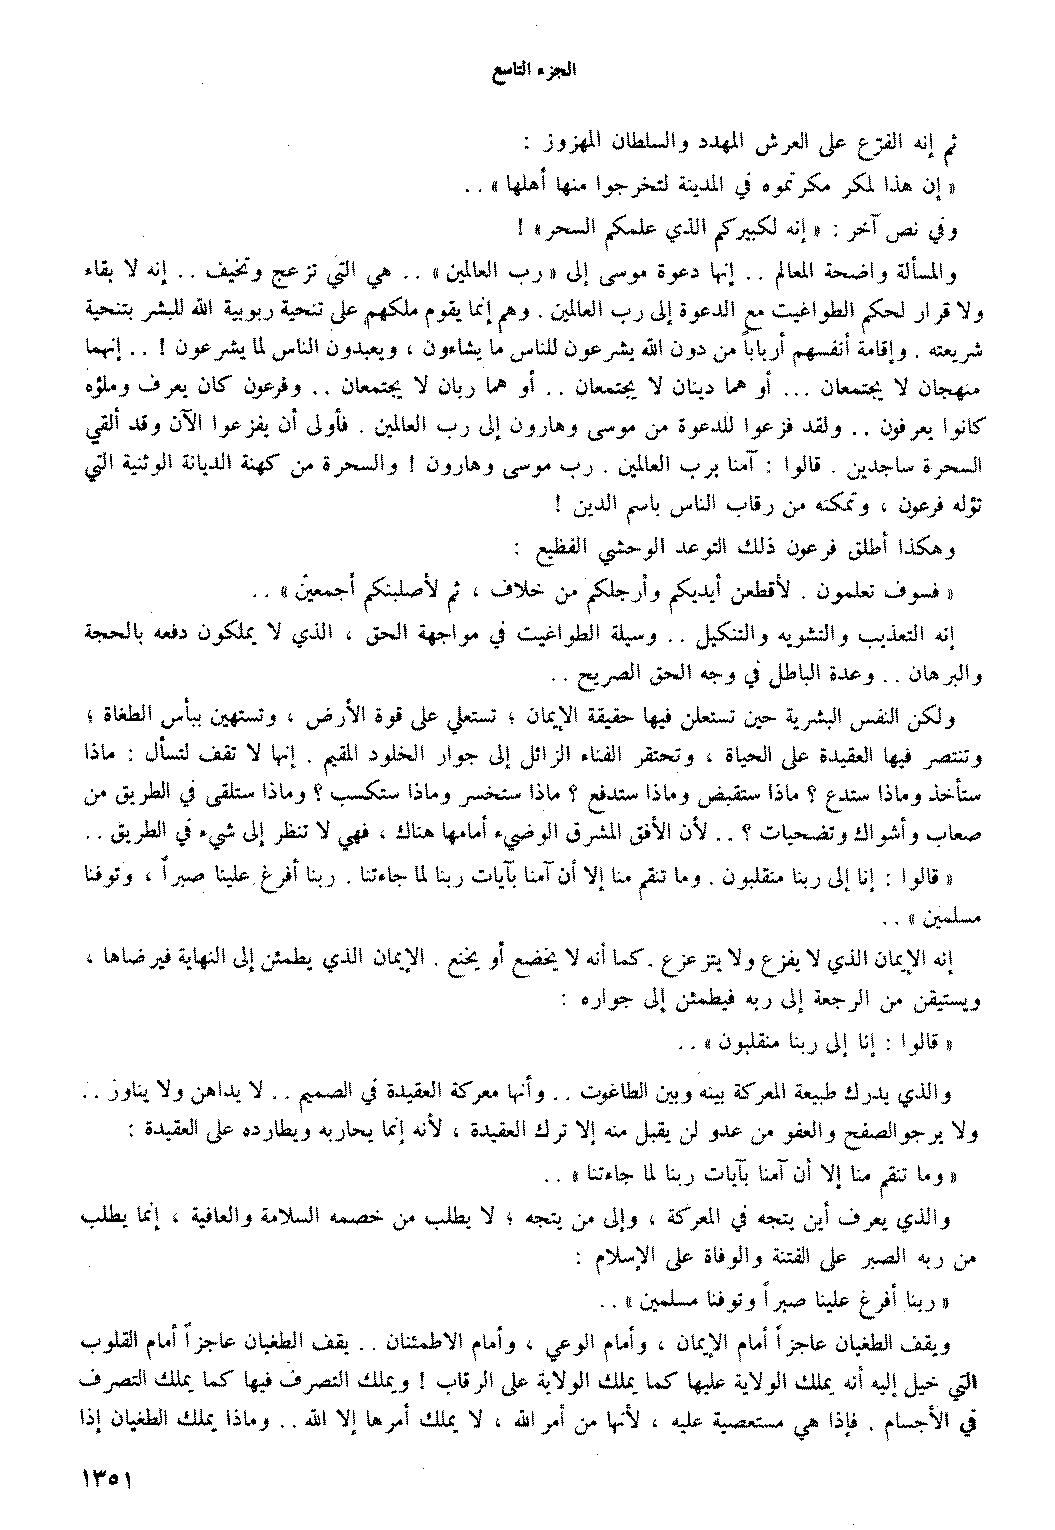 الجزء التاسع
ثم إنه الفزع على العرش المهدد والسلطان المهزوز :
« إن هذا لمكر مكرتموه في المدينة لتخرجوا منها أهلها » ..
وفي نص آخر : « إنه لكبيركم الذي علمكم السحر » !
والمسألة واضحة المعالم .. إنها دعوة موسى إلى « رب العالمين » .. هي التي تزعج وتخيف .. إنه لا بقاء
ولا قرار لحكم الطواغيت مع الدعوة إلى رب العالمين . وهم إنما يقوم ملكهم على تنحية ربوبية الله للبشر بتنحية
شريعته . وإقامة أنفسهم أرباباً من دون الله يشرعون للناس ما يشاءون ، ويعبدون الناس لما يشرعون ! .. إنهما
منهجان لا يجتمعان ... أو هما دينان لا يجتمعان .. أو هما ربان لا يجتمعان .. وفرعون كان يعرف وملؤه
كانوا يعرفون .. ولقد فزعوا للدعوة من موسى وهارون إلى رب العالمين . فأولى أن يفزعوا الآن وقد ألقي
السحرة ساجدين . قالوا : آمنا برب العالمين . رب موسى وهارون ! والسحرة من كهنة الديانة الوثنية التي
تؤله فرعون ، وتمكنه من رقاب الناس باسم الدين !
وهكذا أطلق فرعون ذلك التوعد الوحشي الفظيع :
« فسوف تعلمون . لأقطعن أيديكم وأرجلكم من خلاف ، ثم لأصلبنكم أجمعين » ..
إنه التعذيب والتشويه والتنكيل .. وسيلة الطواغيت في مواجهة الحق ، الذي لا يملكون دفعه بالحجة
والبرهان .. وعدة الباطل في وجه الحق الصريح ..
ولكن النفس البشرية حين تستعلن فيها حقيقة الإيمان ؛ تستعلي على قوة الأرض ، وتستهين ببأس الطغاة ؛
وتنتصر فيها العقيدة على الحياة ، وتحتقر الفناء الزائل إلى جوار الخلود المقيم . إنها لا تقف لتسأل : ماذا
ستأخذ وماذا ستدع ؟ ماذا ستقبض وماذا ستدفع ؟ ماذا ستخسر وماذا ستكسب ؟ وماذا ستلقى في الطريق من
صعاب وأشواك وتضحيات ؟ .. لأن الأفق المشرق الوضيء أمامها هناك ، فهي لا تنظر إلى شيء في الطريق ..
« قالوا : إنا إلى ربنا منقلبون . وما تنقم منا إلا أن آمنا بآيات ربنا لما جاءتنا . ربنا أفرغ علينا صبراً ، وتوفنا
مسلمين » ..
إنه الإيمان الذي لا يفزع ولا يتزعزع . كما أنه لا يخضع أو يخنع . الإيمان الذي يطمئن إلى النهاية فيرضاها ،
ويستيقن من الرجعة إلى ربه فيطمئن إلى جواره :
« قالوا : إنا إلى ربنا منقلبون » ..
والذي يدرك طبيعة المعركة بينه وبين الطاغوت .. وأنها معركة العقيدة في الصميم .. لا يداهن ولا يناور ..
ولا يرجو الصفح والعفو من عدو لن يقبل منه إلا ترك العقيدة ، لأنه إنما يحاربه ويطارده على العقيدة :
« وما تنقم منا إلا أن آمنا بآيات ربنا لما جاءتنا » ..
والذي يعرف أين يتجه في المعركة ، وإلى من يتجه ؛ لا يطلب من خصمه السلامة والعافية ، إنما يطلب
من ربه الصبر على الفتنة والوفاة على الإسلام :
« ربنا أفرغ علينا صبراً وتوفنا مسلمين » ..
ويقف الطغيان عاجزاً أمام الإيمان ، وأمام الوعي ، وأمام الاطمئنان .. يقف الطغيان عاجزاً أمام القلوب
التي خيل إليه أنه يملك الولاية عليها كما يملك الولاية على الرقاب ! ويملك التصرف فيها كما يملك التصرف
في الأجسام . فإذا هي مستعصية عليه ، لأنها من أمر الله ، لا يملك أمرها إلا الله .. وماذا يملك الطغيان إذا
١٣٥١